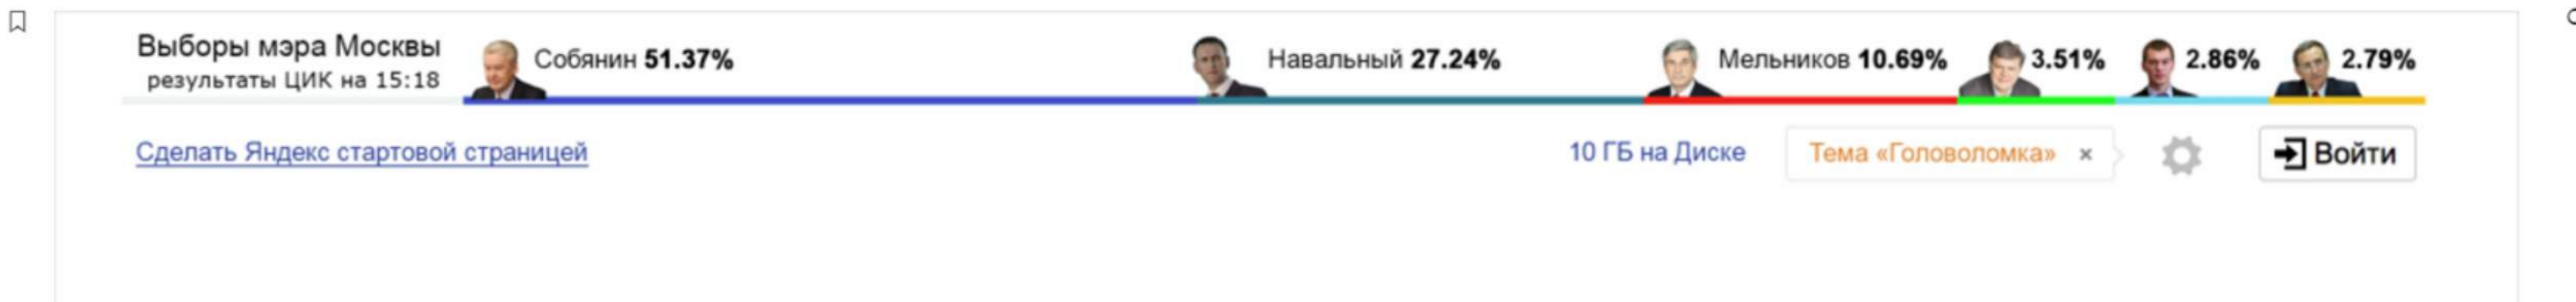 Выборы мэра Москвы
результаты ЦИК на 15:18
Собянин 51.37%
Навальный 27.24%
Мельников 10.69%
3.51%
2.86%
2.79%
Сделать Яндекс стартовой страницей
10 ГБ на Диске
Тема «Головоломка» ×
Войти